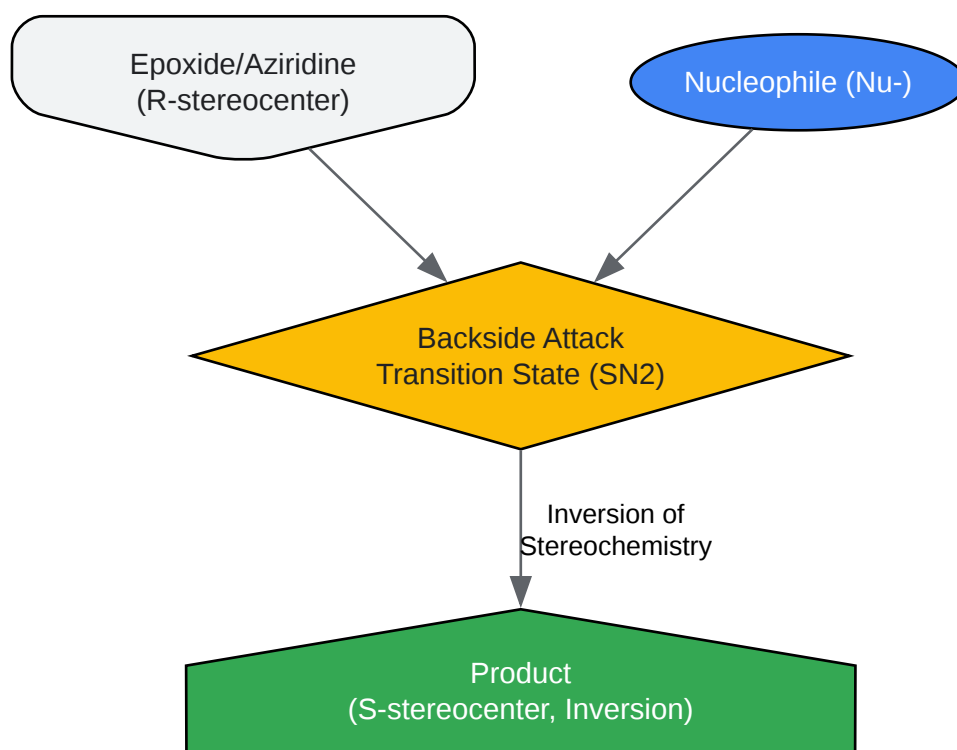 Epoxide/Aziridine
(R-stereocenter)
Nucleophile (Nu-)
Backside Attack
Transition State (SN2)
Inversion of
Stereochemistry
Product
(S-stereocenter, Inversion)